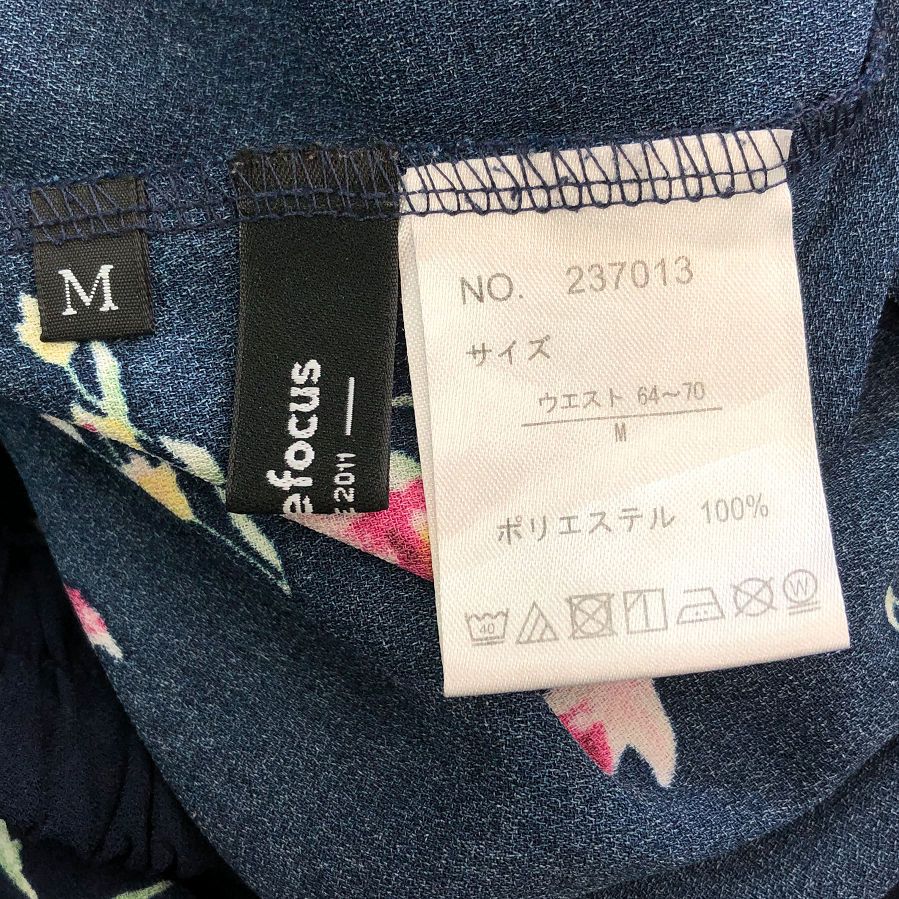 M
efocus
E 2011
NO. 237013
サイズ
ウエスト 64～70
M
ポリエステル 100%
40
W